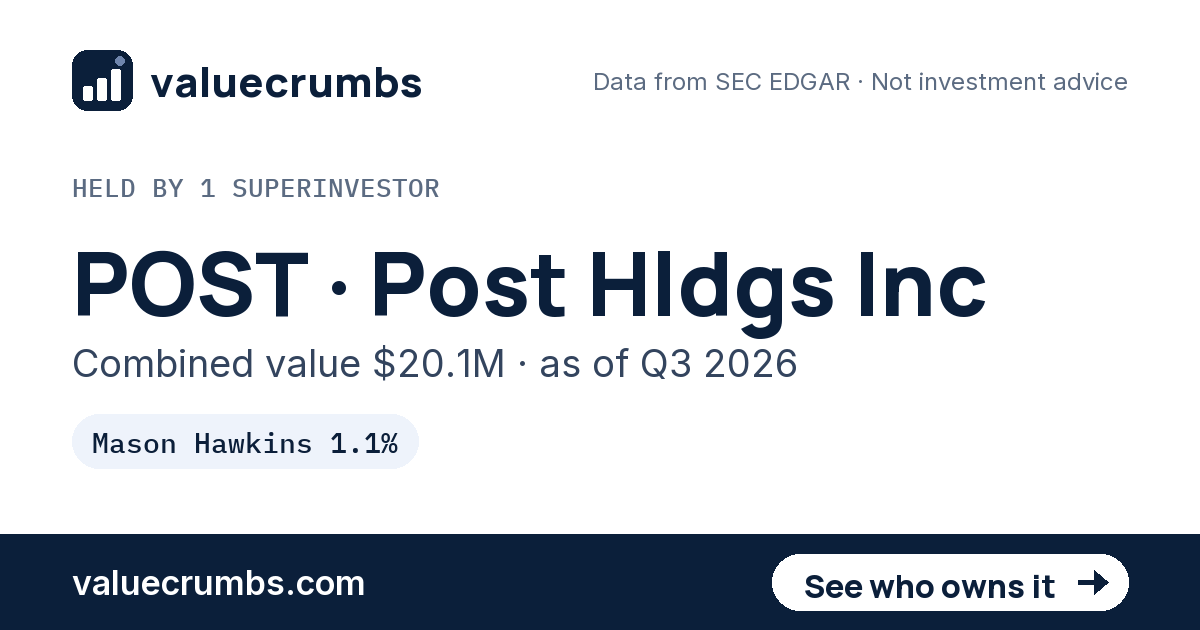 valuecrumbs
Data from SEC EDGAR · Not investment advice
HELD BY 1 SUPERINVESTOR
POST · Post Hldgs Inc
Combined value $20.1M · as of Q3 2026
Mason Hawkins 1.1%
valuecrumbs.com
See who owns it →